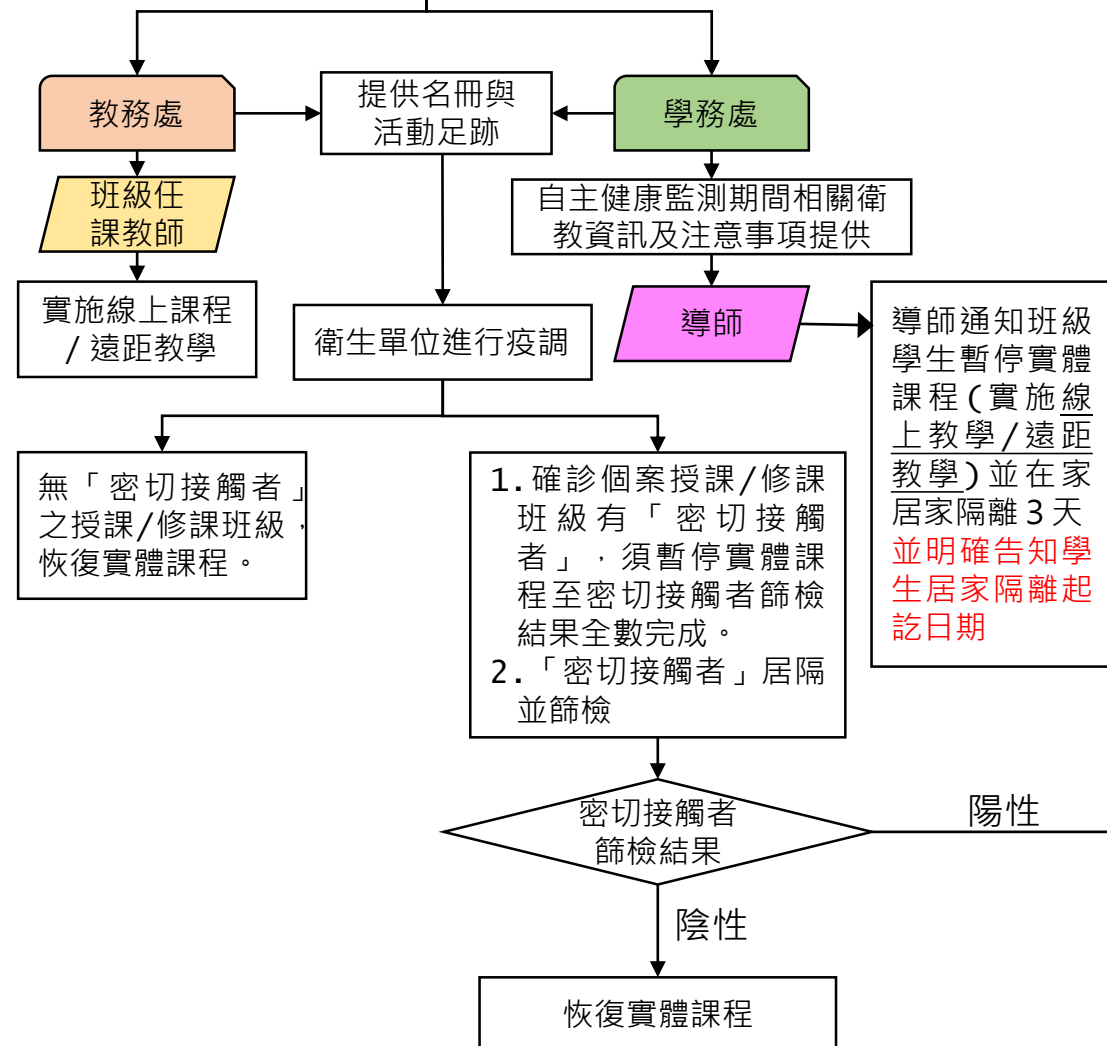 教務處
提供名冊與
活動足跡
學務處
班級任
課教師
自主健康監測期間相關衛
教資訊及注意事項提供
實施線上課程
/遠距教學
衛生單位進行疫調
導師
導師通知班級
學生暫停實體
課程(實施線
上教學/遠距
教學)並在家
居家隔離3天
並明確告知學
生居家隔離起
訖日期
無「密切接觸者」
之授課/修課班級，
恢復實體課程。
1.確診個案授課/修課
班級有「密切接觸
者」，須暫停實體課
程至密切接觸者篩檢
結果全數完成。
2.「密切接觸者」居隔
並篩檢
密切接觸者
篩檢結果
陽性
陰性
恢復實體課程